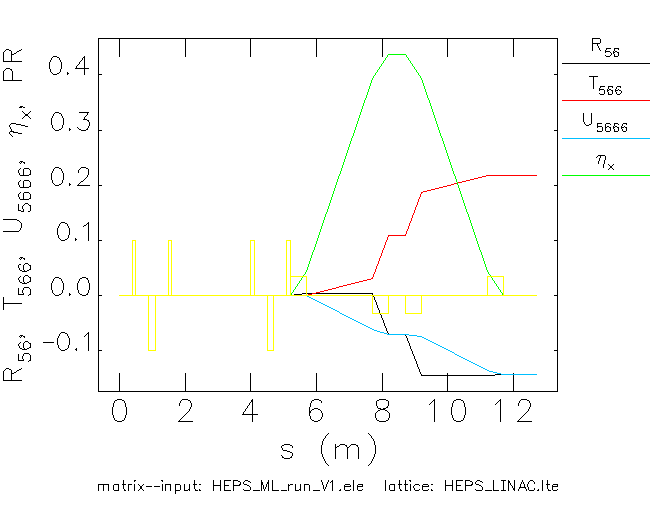 R56, T566, U5666, ηx, PR
0.4
0.3
0.2
0.1
0.0
-0.1
0 2 4 6 8 10 12
s (m)
R56
T566
U5666
ηx
matrix--input: HEPS_ML_run_V1.ele lattice: HEPS_LINAC.lte